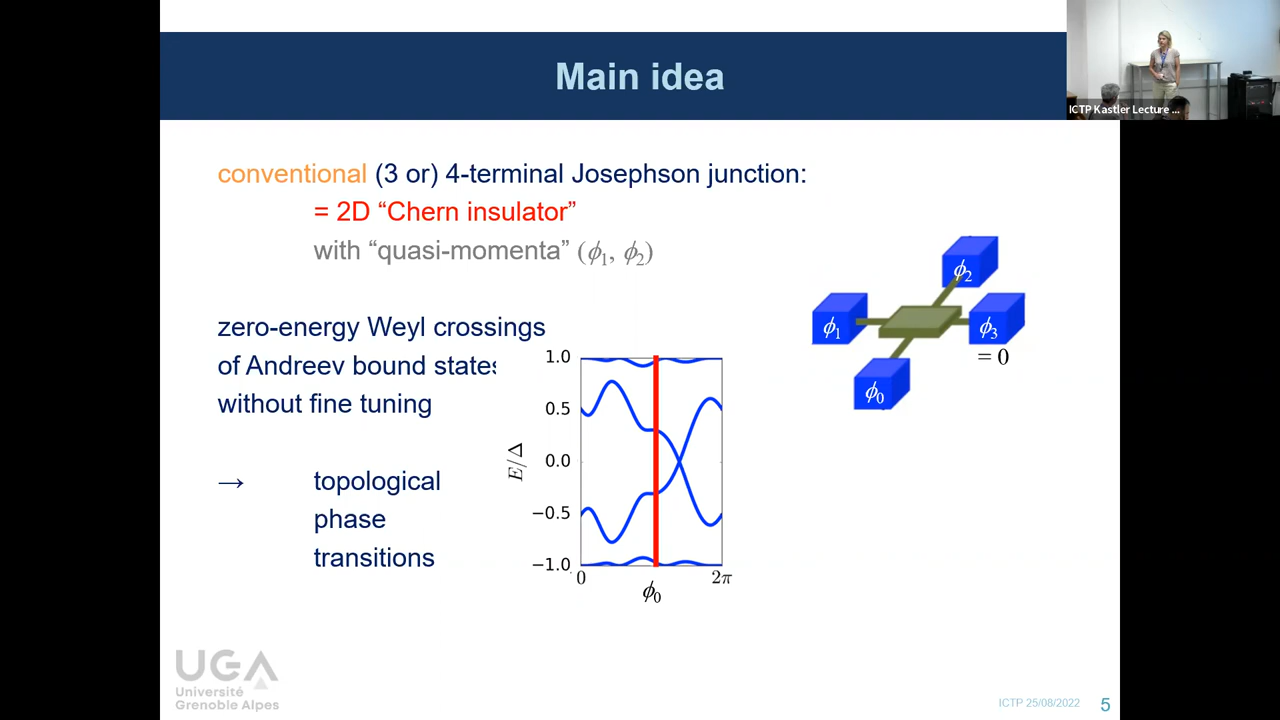 Main idea
ICTP Kastler Lecture ...
conventional (3 or) 4-terminal Josephson junction:
= 2D “Chern insulator”
with “quasi-momenta” (ϕ₁, ϕ₂)
ϕ₂
ϕ₁
ϕ₃
= 0
ϕ₀
zero-energy Weyl crossings
of Andreev bound states
without fine tuning
→ topological
phase
transitions
1.0
0.5
0.0
−0.5
−1.0
E/Δ
0
2π
ϕ₀
UGA
Université
Grenoble Alpes
ICTP 25/08/2022
5